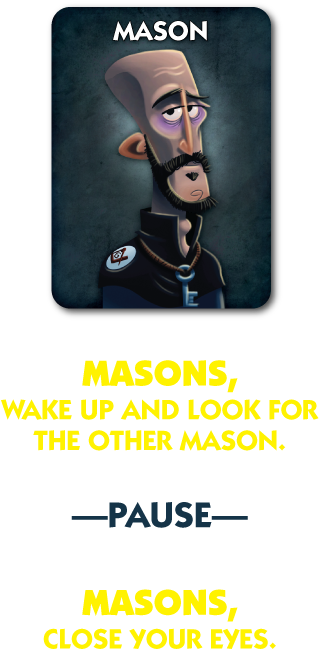 MASON
MASONS,
WAKE UP AND LOOK FOR
THE OTHER MASON.
—PAUSE—
MASONS,
CLOSE YOUR EYES.